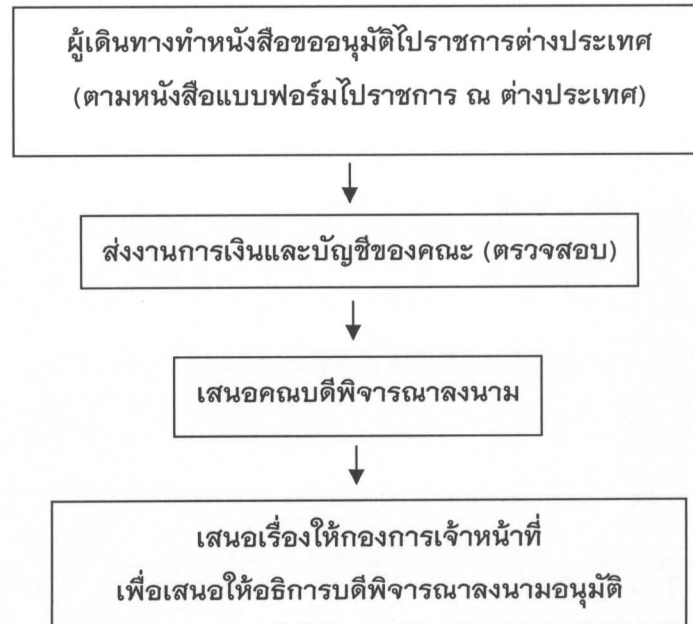 ผู้เดินทางทำหนังสือขออนุมัติไปราชการต่างประเทศ
(ตามหนังสือแบบฟอร์มไปราชการ ณ ต่างประเทศ)
ส่งงานการเงินและบัญชีของคณะ (ตรวจสอบ)
เสนอคณบดีพิจารณาลงนาม
เสนอเรื่องให้กองการเจ้าหน้าที่
เพื่อเสนอให้อธิการบดีพิจารณาลงนามอนุมัติ